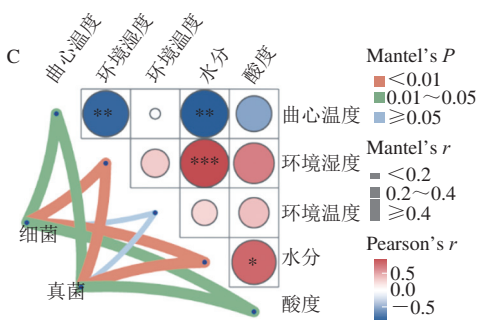 C
曲心温度
环境湿度
环境温度
水分
酸度
** ** 曲心温度
*** 环境湿度
环境温度
* 水分
酸度
细菌
真菌
Mantel's P
<0.01
0.01~0.05
≥0.05
Mantel's r
<0.2
0.2~0.4
≥0.4
Pearson's r
0.5
0.0
-0.5